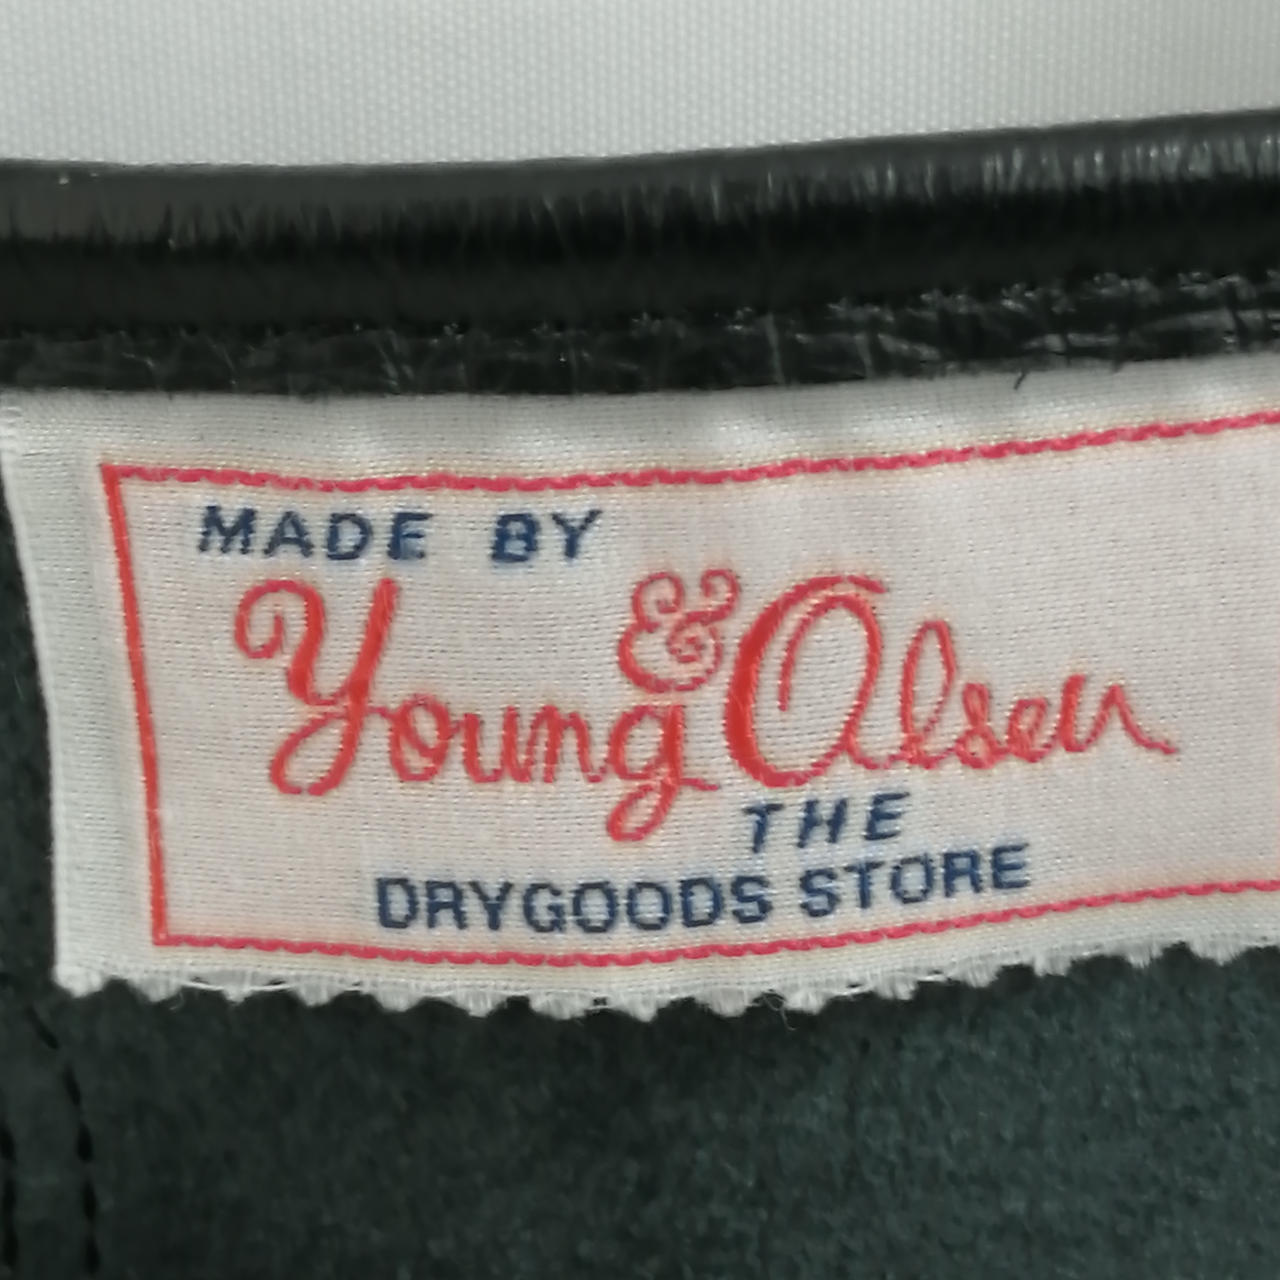 MADE BY
Young & Olsen
THE
DRYGOODS STORE